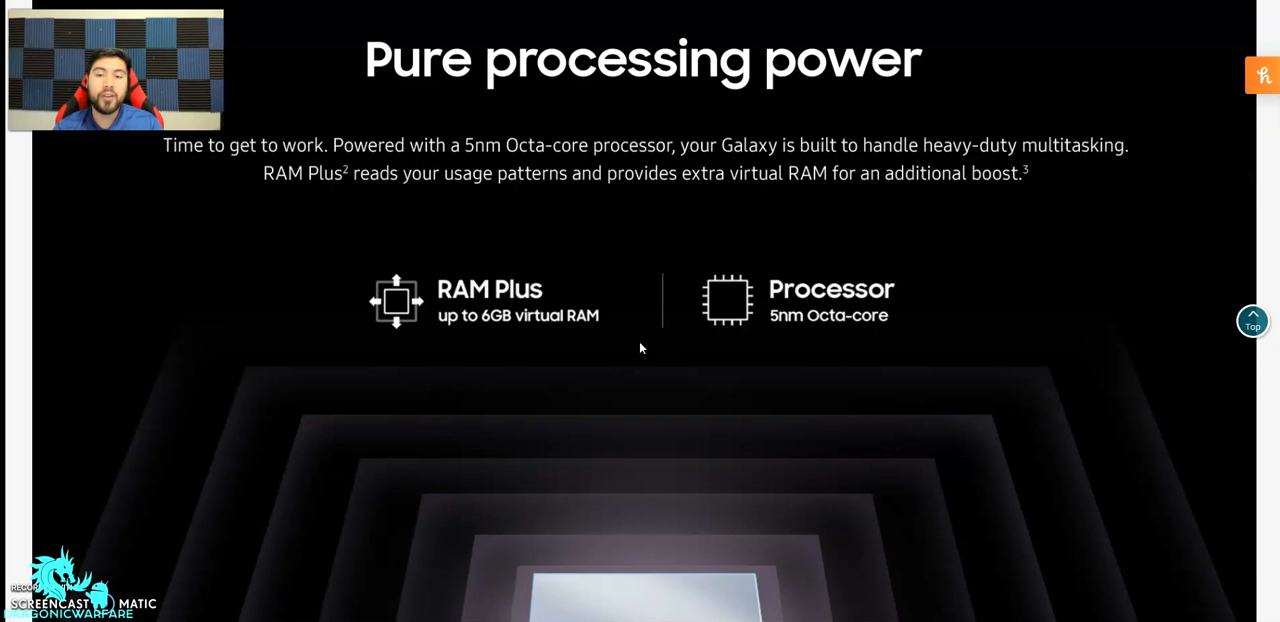 Pure processing power
Time to get to work. Powered with a 5nm Octa-core processor, your Galaxy is built to handle heavy-duty multitasking.
RAM Plus² reads your usage patterns and provides extra virtual RAM for an additional boost.³
RAM Plus
up to 6GB virtual RAM
Processor
5nm Octa-core
h
Top
SCREENCAST MATIC
DRAGONICWARFARE